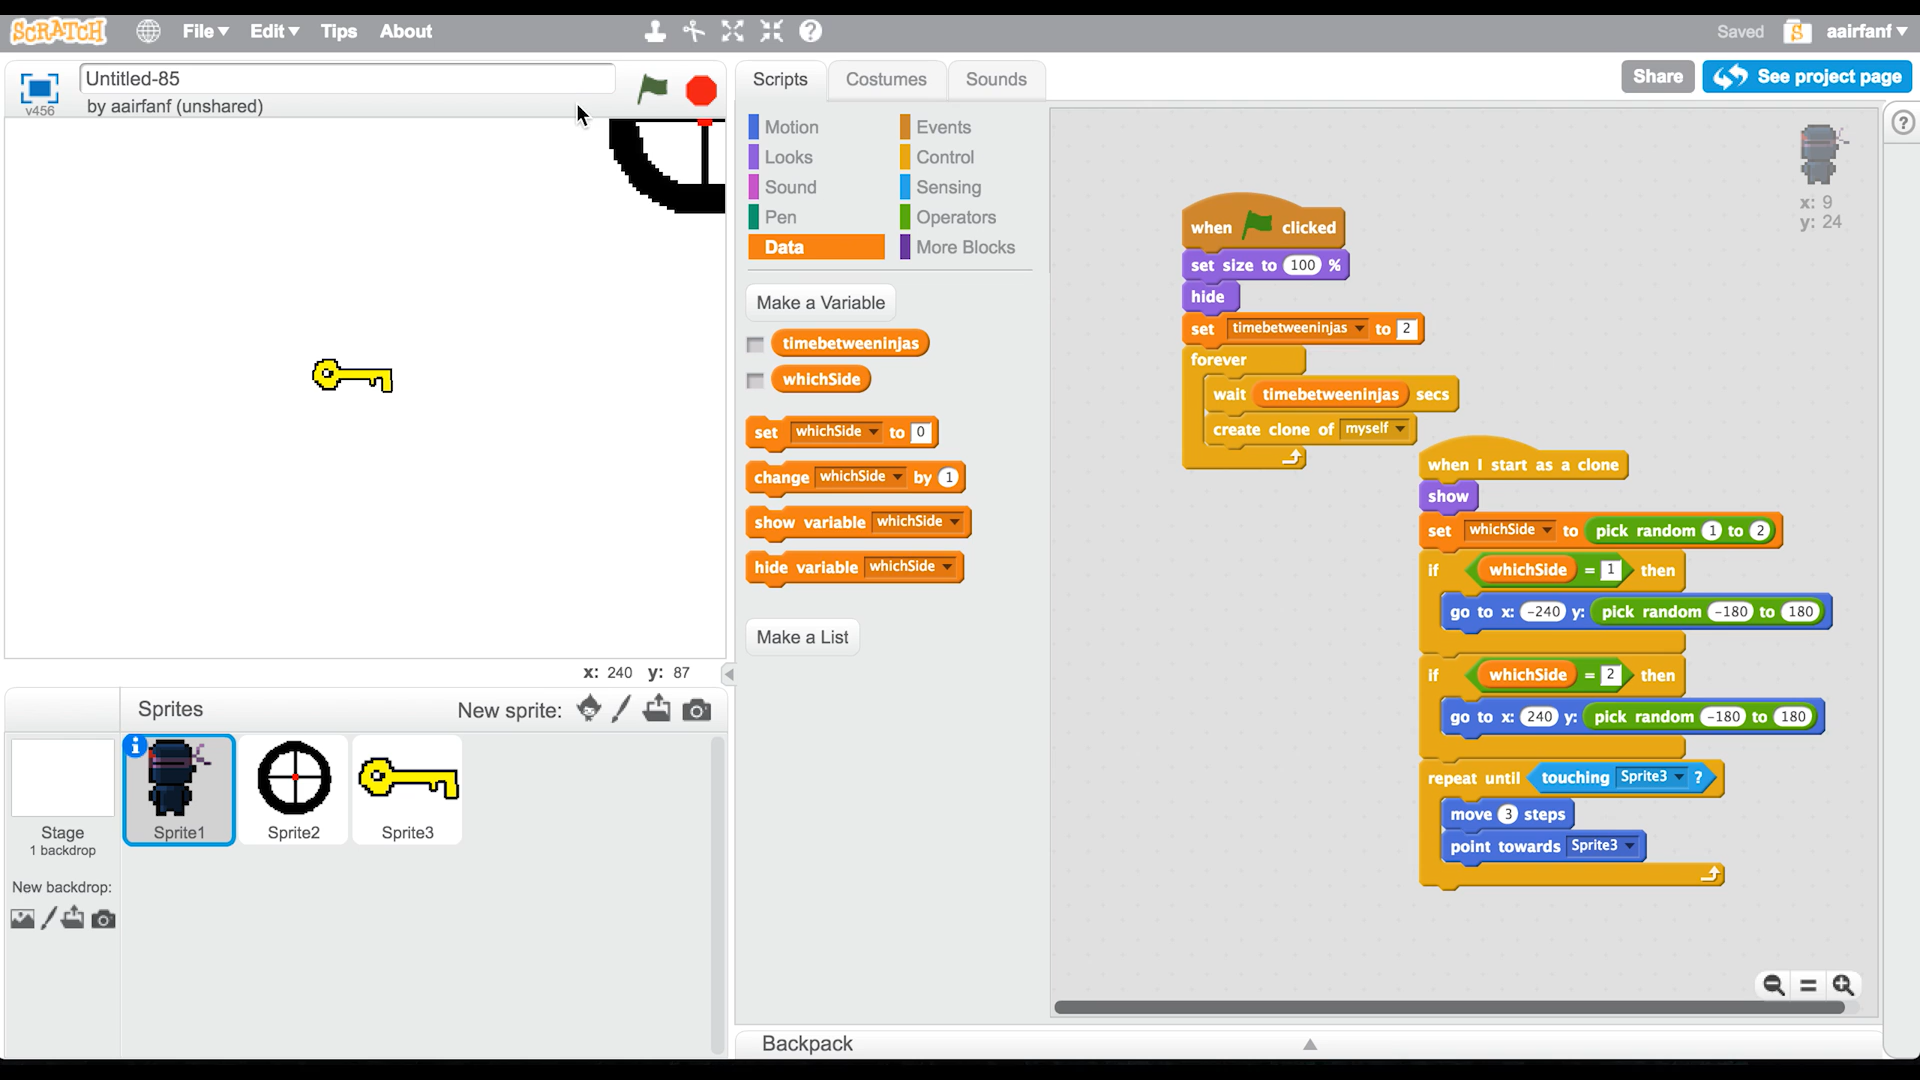 SCRATCH File Edit Tips About Saved aairfanf
v456 Untitled-85
by aairfanf (unshared)
Scripts Costumes Sounds Share See project page
Motion Events
Looks Control
Sound Sensing
Pen Operators
Data More Blocks
Make a Variable
timebetweeninjas
whichSide
set whichSide to 0
change whichSide by 1
show variable whichSide
hide variable whichSide
Make a List
when clicked
set size to 100 %
hide
set timebetweeninjas to 2
forever
wait timebetweeninjas secs
create clone of myself
when I start as a clone
show
set whichSide to pick random 1 to 2
if whichSide = 1 then
go to x: -240 y: pick random -180 to 180
if whichSide = 2 then
go to x: 240 y: pick random -180 to 180
repeat until touching Sprite3 ?
move 3 steps
point towards Sprite3
x: 9
y: 24
x: 240 y: 87
Sprites New sprite:
Stage
1 backdrop
New backdrop:
Sprite1 Sprite2 Sprite3
Backpack